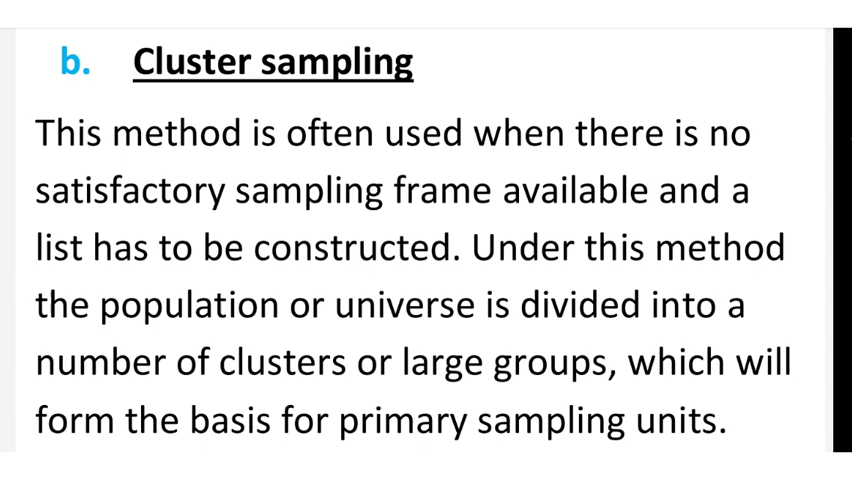 b. Cluster sampling
This method is often used when there is no
satisfactory sampling frame available and a
list has to be constructed. Under this method
the population or universe is divided into a
number of clusters or large groups, which will
form the basis for primary sampling units.